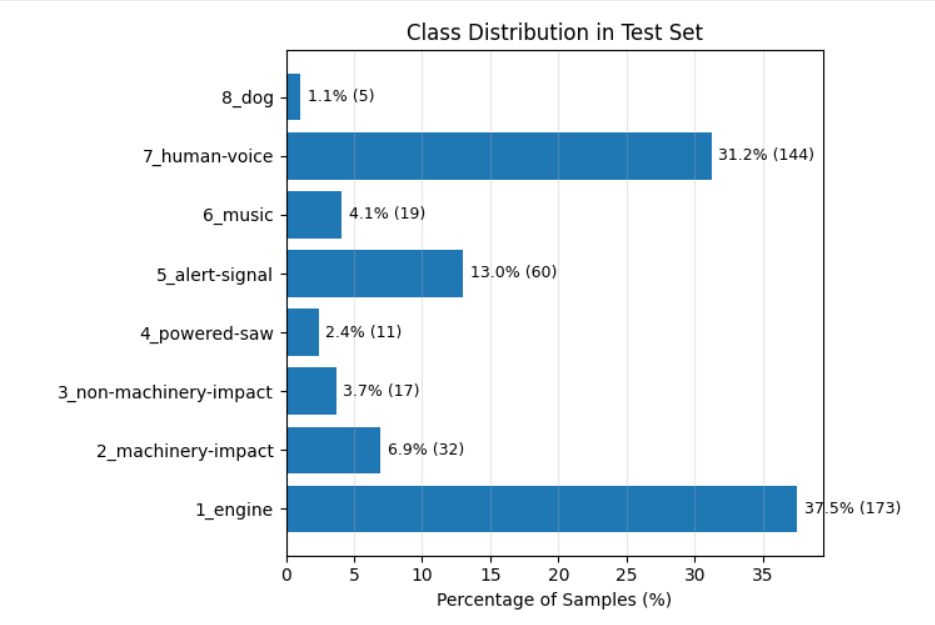 Class Distribution in Test Set
8_dog
1.1% (5)
7_human-voice
31.2% (144)
6_music
4.1% (19)
5_alert-signal
13.0% (60)
4_powered-saw
2.4% (11)
3_non-machinery-impact
3.7% (17)
2_machinery-impact
6.9% (32)
1_engine
37.5% (173)
0 5 10 15 20 25 30 35
Percentage of Samples (%)